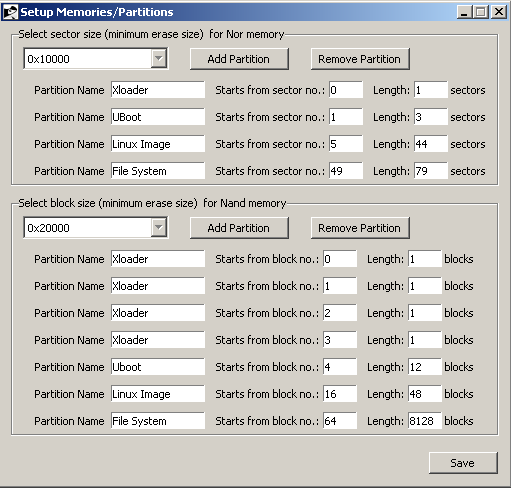 Setup Memories/Partitions
Select sector size (minimum erase size)  for Nor memory
0x10000 Add Partition Remove Partition
Partition Name Xloader Starts from sector no.: 0 Length: 1 sectors
Partition Name UBoot Starts from sector no.: 1 Length: 3 sectors
Partition Name Linux Image Starts from sector no.: 5 Length: 44 sectors
Partition Name File System Starts from sector no.: 49 Length: 79 sectors
Select block size (minimum erase size)  for Nand memory
0x20000 Add Partition Remove Partition
Partition Name Xloader Starts from block no.: 0 Length: 1 blocks
Partition Name Xloader Starts from block no.: 1 Length: 1 blocks
Partition Name Xloader Starts from block no.: 2 Length: 1 blocks
Partition Name Xloader Starts from block no.: 3 Length: 1 blocks
Partition Name Uboot Starts from block no.: 4 Length: 12 blocks
Partition Name Linux Image Starts from block no.: 16 Length: 48 blocks
Partition Name File System Starts from block no.: 64 Length: 8128 blocks
Save